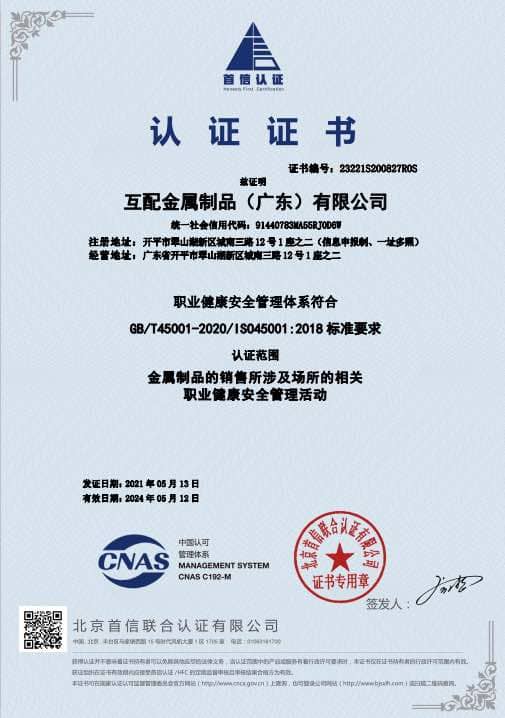 首信认证
Honesty First Certification
认证证书
证书编号：23221S200827R0S
兹证明
互配金属制品（广东）有限公司
统一社会信用代码：91440783MA55RJ0D6W
注册地址：开平市翠山湖新区城南三路12号1座之二（信息申报制、一址多照）
经营地址：广东省开平市翠山湖新区城南三路12号1座之二
职业健康安全管理体系符合
GB/T45001-2020/ISO45001:2018 标准要求
认证范围
金属制品的销售所涉及场所的相关
职业健康安全管理活动
发证日期：2021 年 05 月 13 日
有效日期：2024 年 05 月 12 日
CNAS
中国认可
管理体系
MANAGEMENT SYSTEM
CNAS C192-M
北京首信联合认证有限公司
证书专用章
签发人：
北京首信联合认证有限公司